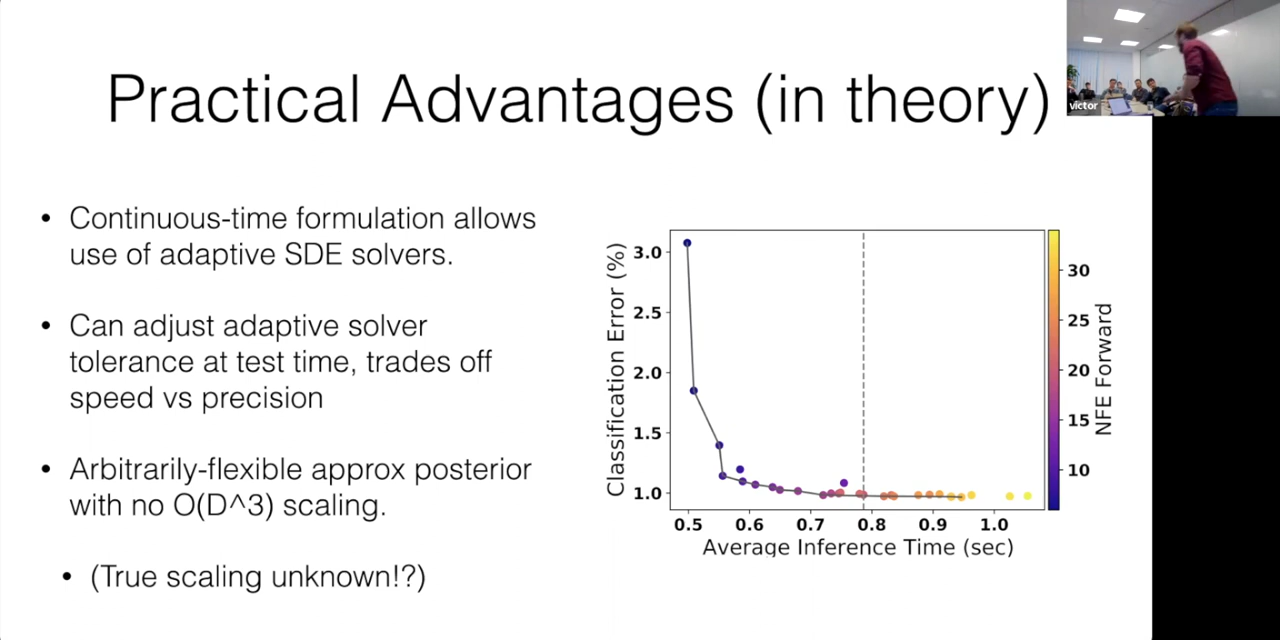 Practical Advantages (in theory)
victor
• Continuous-time formulation allows
use of adaptive SDE solvers.
• Can adjust adaptive solver
tolerance at test time, trades off
speed vs precision
• Arbitrarily-flexible approx posterior
with no O(D^3) scaling.
• (True scaling unknown!?)
Classification Error (%)
3.0
2.5
2.0
1.5
1.0
0.5 0.6 0.7 0.8 0.9 1.0
Average Inference Time (sec)
30
25
20
15
10
NFE Forward